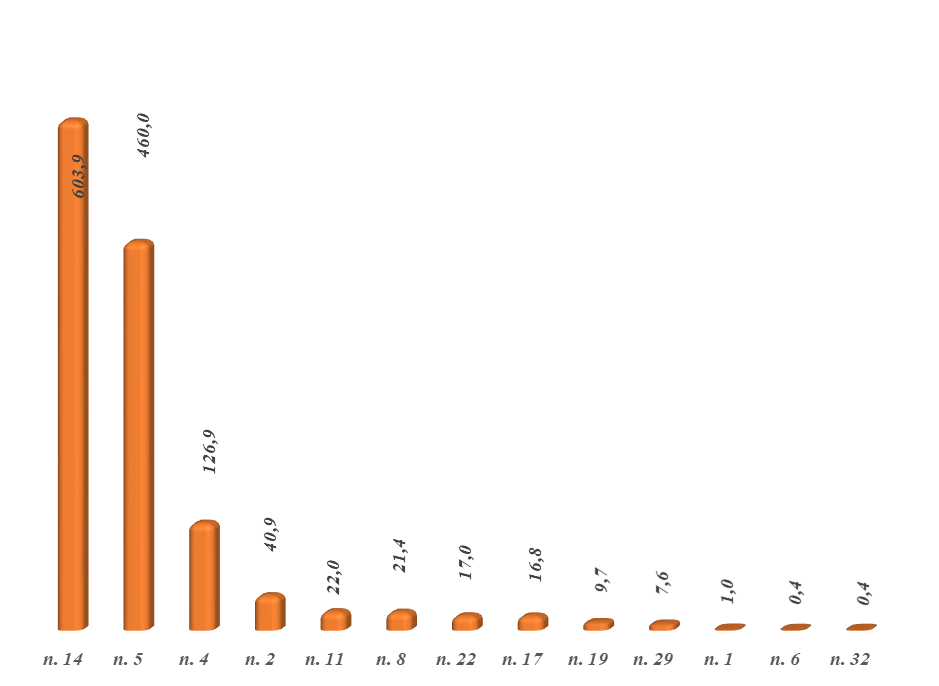 603,9
460,0
126,9
40,9
22,0
21,4
17,0
16,8
9,7
7,6
1,0
0,4
0,4
n. 14
n. 5
n. 4
n. 2
n. 11
n. 8
n. 22
n. 17
n. 19
n. 29
n. 1
n. 6
n. 32